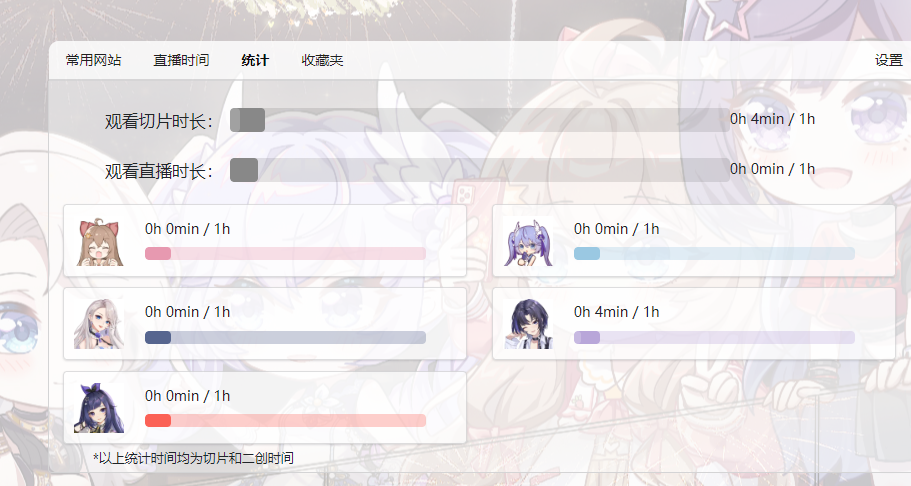 常用网站 直播时间 统计 收藏夹 设置
观看切片时长： 0h 4min / 1h
观看直播时长： 0h 0min / 1h
0h 0min / 1h
0h 0min / 1h
0h 0min / 1h
0h 4min / 1h
0h 0min / 1h
*以上统计时间均为切片和二创时间